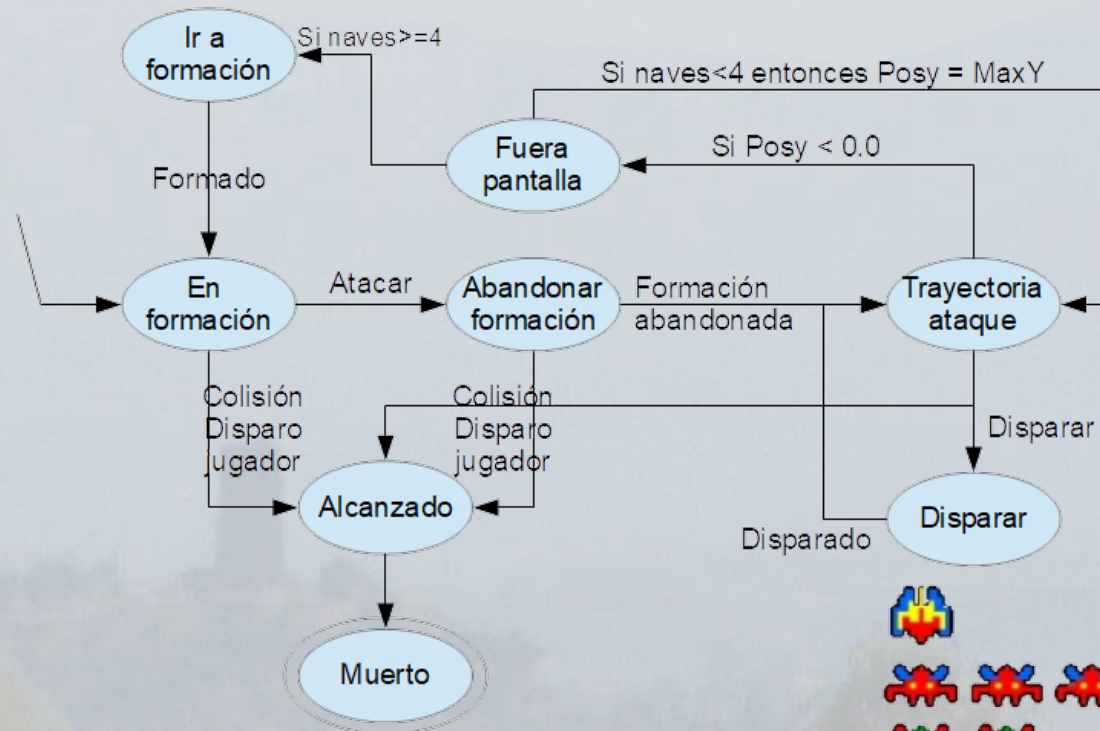 Ir a
formación
Si naves>=4
Si naves<4 entonces Posy = MaxY
Fuera
pantalla
Si Posy < 0.0
Formado
En
formación
Atacar
Abandonar
formación
Formación
abandonada
Trayectoria
ataque
Colisión
Disparo
jugador
Colisión
Disparo
jugador
Disparar
Alcanzado
Disparar
Disparado
Muerto